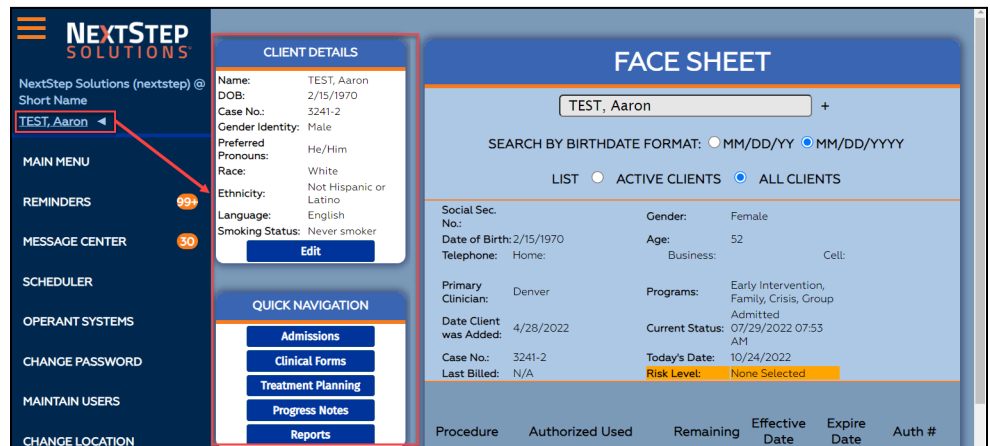 NEXTSTEP
SOLUTIONS
NextStep Solutions (nextstep) @
Short Name
TEST, Aaron ◄
MAIN MENU
REMINDERS 99+
MESSAGE CENTER 30
SCHEDULER
OPERANT SYSTEMS
CHANGE PASSWORD
MAINTAIN USERS
CHANGE LOCATION
CLIENT DETAILS
Name: TEST, Aaron
DOB: 2/15/1970
Case No.: 3241-2
Gender Identity: Male
Preferred
Pronouns: He/Him
Race: White
Ethnicity: Not Hispanic or
Latino
Language: English
Smoking Status: Never smoker
Edit
QUICK NAVIGATION
Admissions
Clinical Forms
Treatment Planning
Progress Notes
Reports
FACE SHEET
TEST, Aaron +
SEARCH BY BIRTHDATE FORMAT: MM/DD/YY MM/DD/YYYY
LIST ACTIVE CLIENTS ALL CLIENTS
Social Sec.
No.: Gender: Female
Date of Birth: 2/15/1970 Age: 52
Telephone: Home: Business: Cell:
Primary
Clinician: Denver Programs: Early Intervention,
Family, Crisis, Group
Date Client
was Added: 4/28/2022 Current Status: Admitted
07/29/2022 07:53
AM
Case No.: 3241-2 Today's Date: 10/24/2022
Last Billed: N/A Risk Level: None Selected
Procedure Authorized Used Remaining Effective
Date Expire
Date Auth #